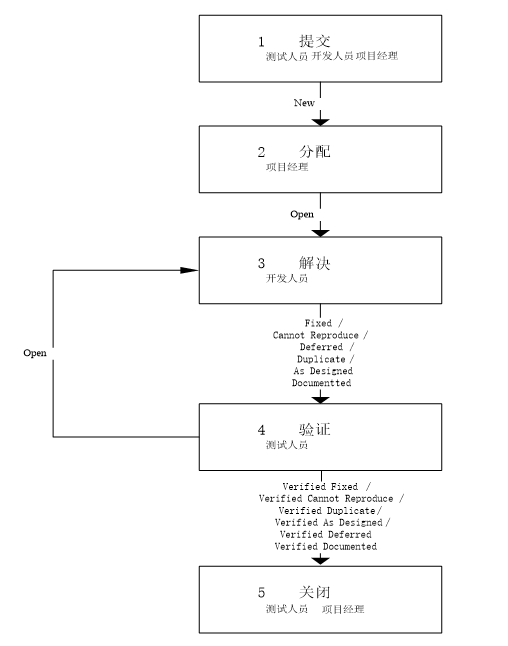 1 提交
测试人员 开发人员 项目经理
New
2 分配
项目经理
Open
3 解决
开发人员
Fixed /
Cannot Reproduce /
Deferred /
Duplicate /
As Designed
Documentted
Open
4 验证
测试人员
Verified Fixed /
Verified Cannot Reproduce /
Verified Duplicate/
Verified As Designed/
Verified Deferred
Verified Documented
5 关闭
测试人员 项目经理